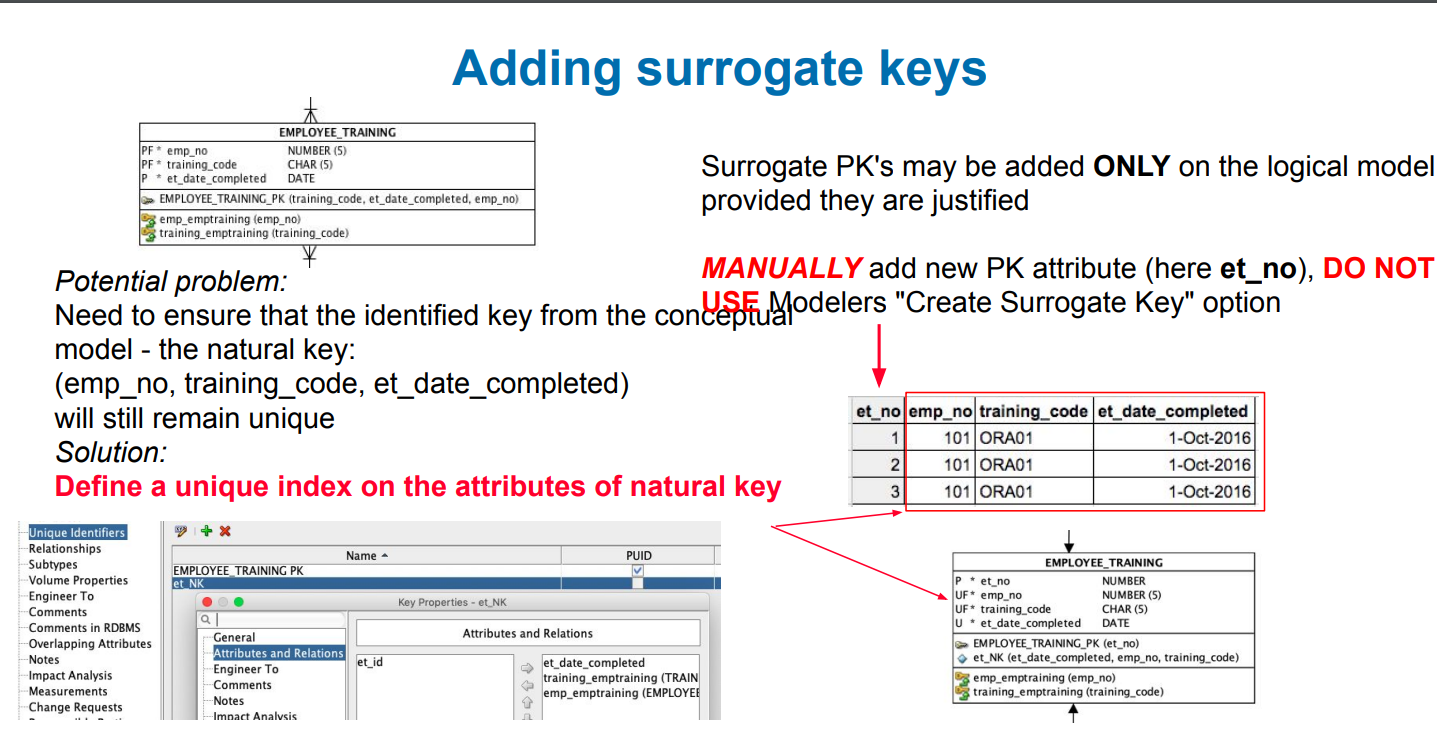 Adding surrogate keys
EMPLOYEE_TRAINING
PF * emp_no NUMBER (5)
PF * training_code CHAR (5)
P * et_date_completed DATE
EMPLOYEE_TRAINING_PK (training_code, et_date_completed, emp_no)
emp_emptraining (emp_no)
training_emptraining (training_code)
Potential problem:
Need to ensure that the identified key from the conceptual
model - the natural key:
(emp_no, training_code, et_date_completed)
will still remain unique
Solution:
Define a unique index on the attributes of natural key
Surrogate PK's may be added ONLY on the logical model
provided they are justified
MANUALLY add new PK attribute (here et_no), DO NOT
USE Modelers "Create Surrogate Key" option
et_no emp_no training_code et_date_completed
1 101 ORA01 1-Oct-2016
2 101 ORA01 1-Oct-2016
3 101 ORA01 1-Oct-2016
Unique Identifiers
Relationships
Subtypes
Volume Properties
Engineer To
Comments
Comments in RDBMS
Overlapping Attributes
Notes
Impact Analysis
Measurements
Change Requests
Name PUID
EMPLOYEE_TRAINING PK
et_NK
Key Properties - et_NK
General
Attributes and Relations
Engineer To
Comments
Notes
Impact Analysis
Attributes and Relations
et_id
et_date_completed
training_emptraining (TRAIN
emp_emptraining (EMPLOYEE
EMPLOYEE_TRAINING
P * et_no NUMBER
UF * emp_no NUMBER (5)
UF * training_code CHAR (5)
U * et_date_completed DATE
EMPLOYEE_TRAINING_PK (et_no)
et_NK (et_date_completed, emp_no, training_code)
emp_emptraining (emp_no)
training_emptraining (training_code)